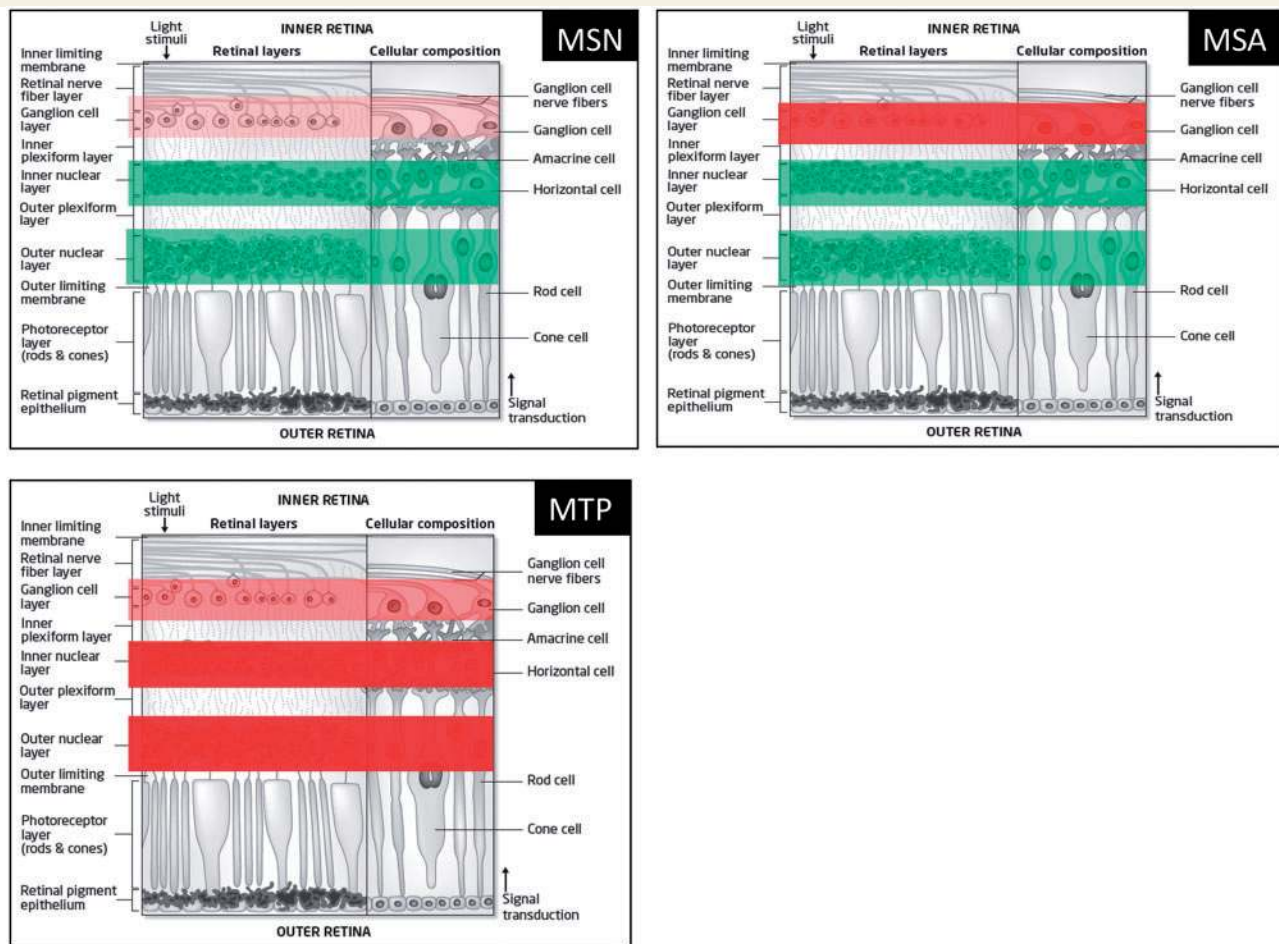 Light
stimuli
INNER RETINA
MSN
Retinal layers
Cellular composition
Inner limiting
membrane
Retinal nerve
fiber layer
Ganglion cell
layer
Inner
plexiform layer
Inner nuclear
layer
Outer plexiform
layer
Outer nuclear
layer
Outer limiting
membrane
Photoreceptor
layer
(rods & cones)
Retinal pigment
epithelium
Ganglion cell
nerve fibers
Ganglion cell
Amacrine cell
Horizontal cell
Rod cell
Cone cell
Signal
transduction
OUTER RETINA
Light
stimuli
INNER RETINA
MSA
Retinal layers
Cellular composition
Inner limiting
membrane
Retinal nerve
fiber layer
Ganglion cell
layer
Inner
plexiform layer
Inner nuclear
layer
Outer plexiform
layer
Outer nuclear
layer
Outer limiting
membrane
Photoreceptor
layer
(rods & cones)
Retinal pigment
epithelium
Ganglion cell
nerve fibers
Ganglion cell
Amacrine cell
Horizontal cell
Rod cell
Cone cell
Signal
transduction
OUTER RETINA
Light
stimuli
INNER RETINA
MTP
Retinal layers
Cellular composition
Inner limiting
membrane
Retinal nerve
fiber layer
Ganglion cell
layer
Inner
plexiform layer
Inner nuclear
layer
Outer plexiform
layer
Outer nuclear
layer
Outer limiting
membrane
Photoreceptor
layer
(rods & cones)
Retinal pigment
epithelium
Ganglion cell
nerve fibers
Ganglion cell
Amacrine cell
Horizontal cell
Rod cell
Cone cell
Signal
transduction
OUTER RETINA